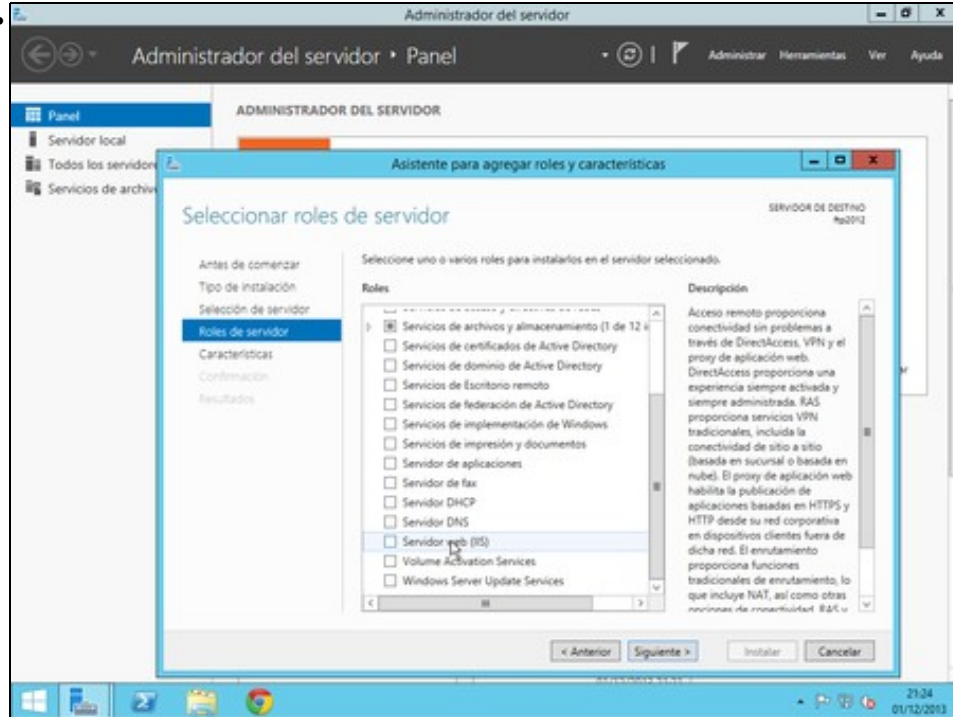 Administrador del servidor
Administrador del servidor • Panel
Administrar Herramientas Ver Ayuda
Panel
Servidor local
Todos los servidore
Servicios de archiv
ADMINISTRADOR DEL SERVIDOR
Asistente para agregar roles y características
Seleccionar roles de servidor
SERVIDOR DE DESTINO
ftp2012
Antes de comenzar
Tipo de instalación
Selección de servidor
Roles de servidor
Características
Confirmación
Resultados
Seleccione uno o varios roles para instalarlos en el servidor seleccionado.
Roles
Servicios de archivos y almacenamiento (1 de 12 i
Servicios de certificados de Active Directory
Servicios de dominio de Active Directory
Servicios de Escritorio remoto
Servicios de federación de Active Directory
Servicios de implementación de Windows
Servicios de impresión y documentos
Servidor de aplicaciones
Servidor de fax
Servidor DHCP
Servidor DNS
Servidor web (IIS)
Volume Activation Services
Windows Server Update Services
Descripción
Acceso remoto proporciona
conectividad sin problemas a
través de DirectAccess, VPN y el
proxy de aplicación web.
DirectAccess proporciona una
experiencia siempre activada y
siempre administrada. RAS
proporciona servicios VPN
tradicionales, incluida la
conectividad de sitio a sitio
(basada en sucursal o basada en
nube). El proxy de aplicación web
habilita la publicación de
aplicaciones basadas en HTTPS y
HTTP desde su red corporativa
en dispositivos clientes fuera de
dicha red. El enrutamiento
proporciona funciones
tradicionales de enrutamiento, lo
que incluye NAT, así como otras
opciones de conectividad. RAS y
< Anterior Siguiente > Instalar Cancelar
21:24
01/12/2013